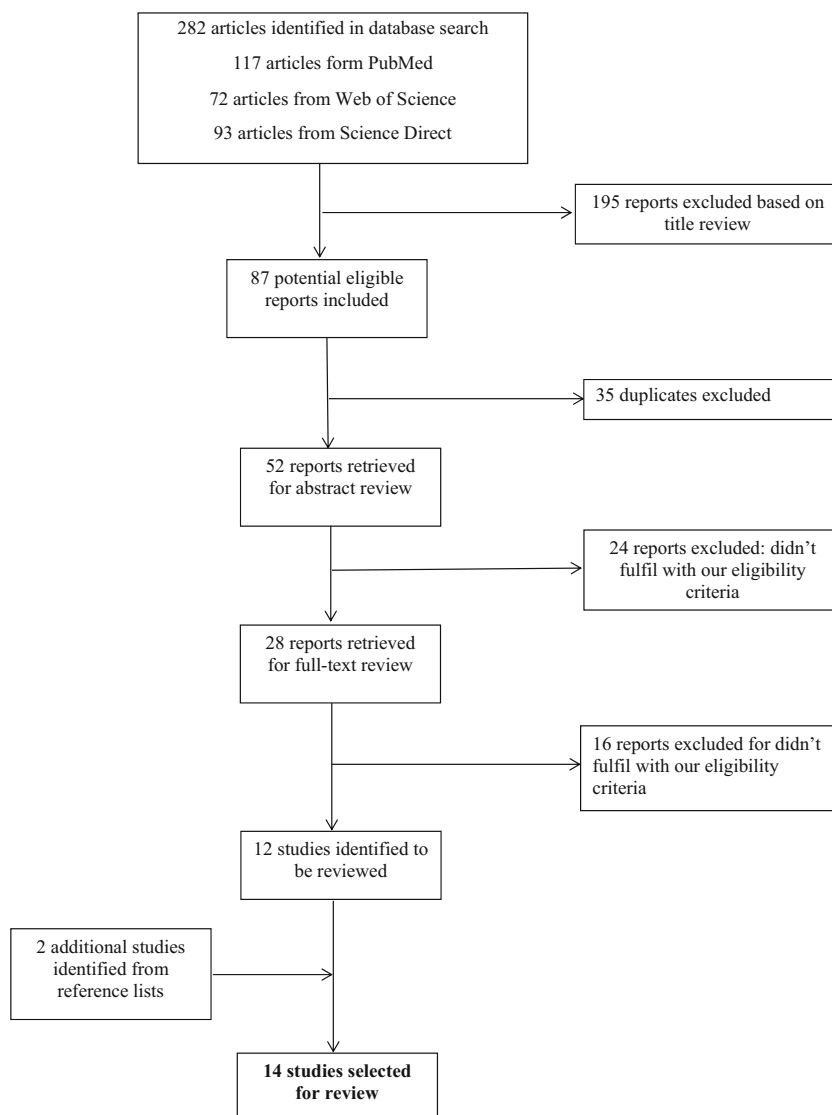 282 articles identified in database search
117 articles form PubMed
72 articles from Web of Science
93 articles from Science Direct
195 reports excluded based on
title review
87 potential eligible
reports included
35 duplicates excluded
52 reports retrieved
for abstract review
24 reports excluded: didn’t
fulfil with our eligibility
criteria
28 reports retrieved
for full-text review
16 reports excluded for didn’t
fulfil with our eligibility
criteria
12 studies identified to
be reviewed
2 additional studies
identified from
reference lists
14 studies selected
for review